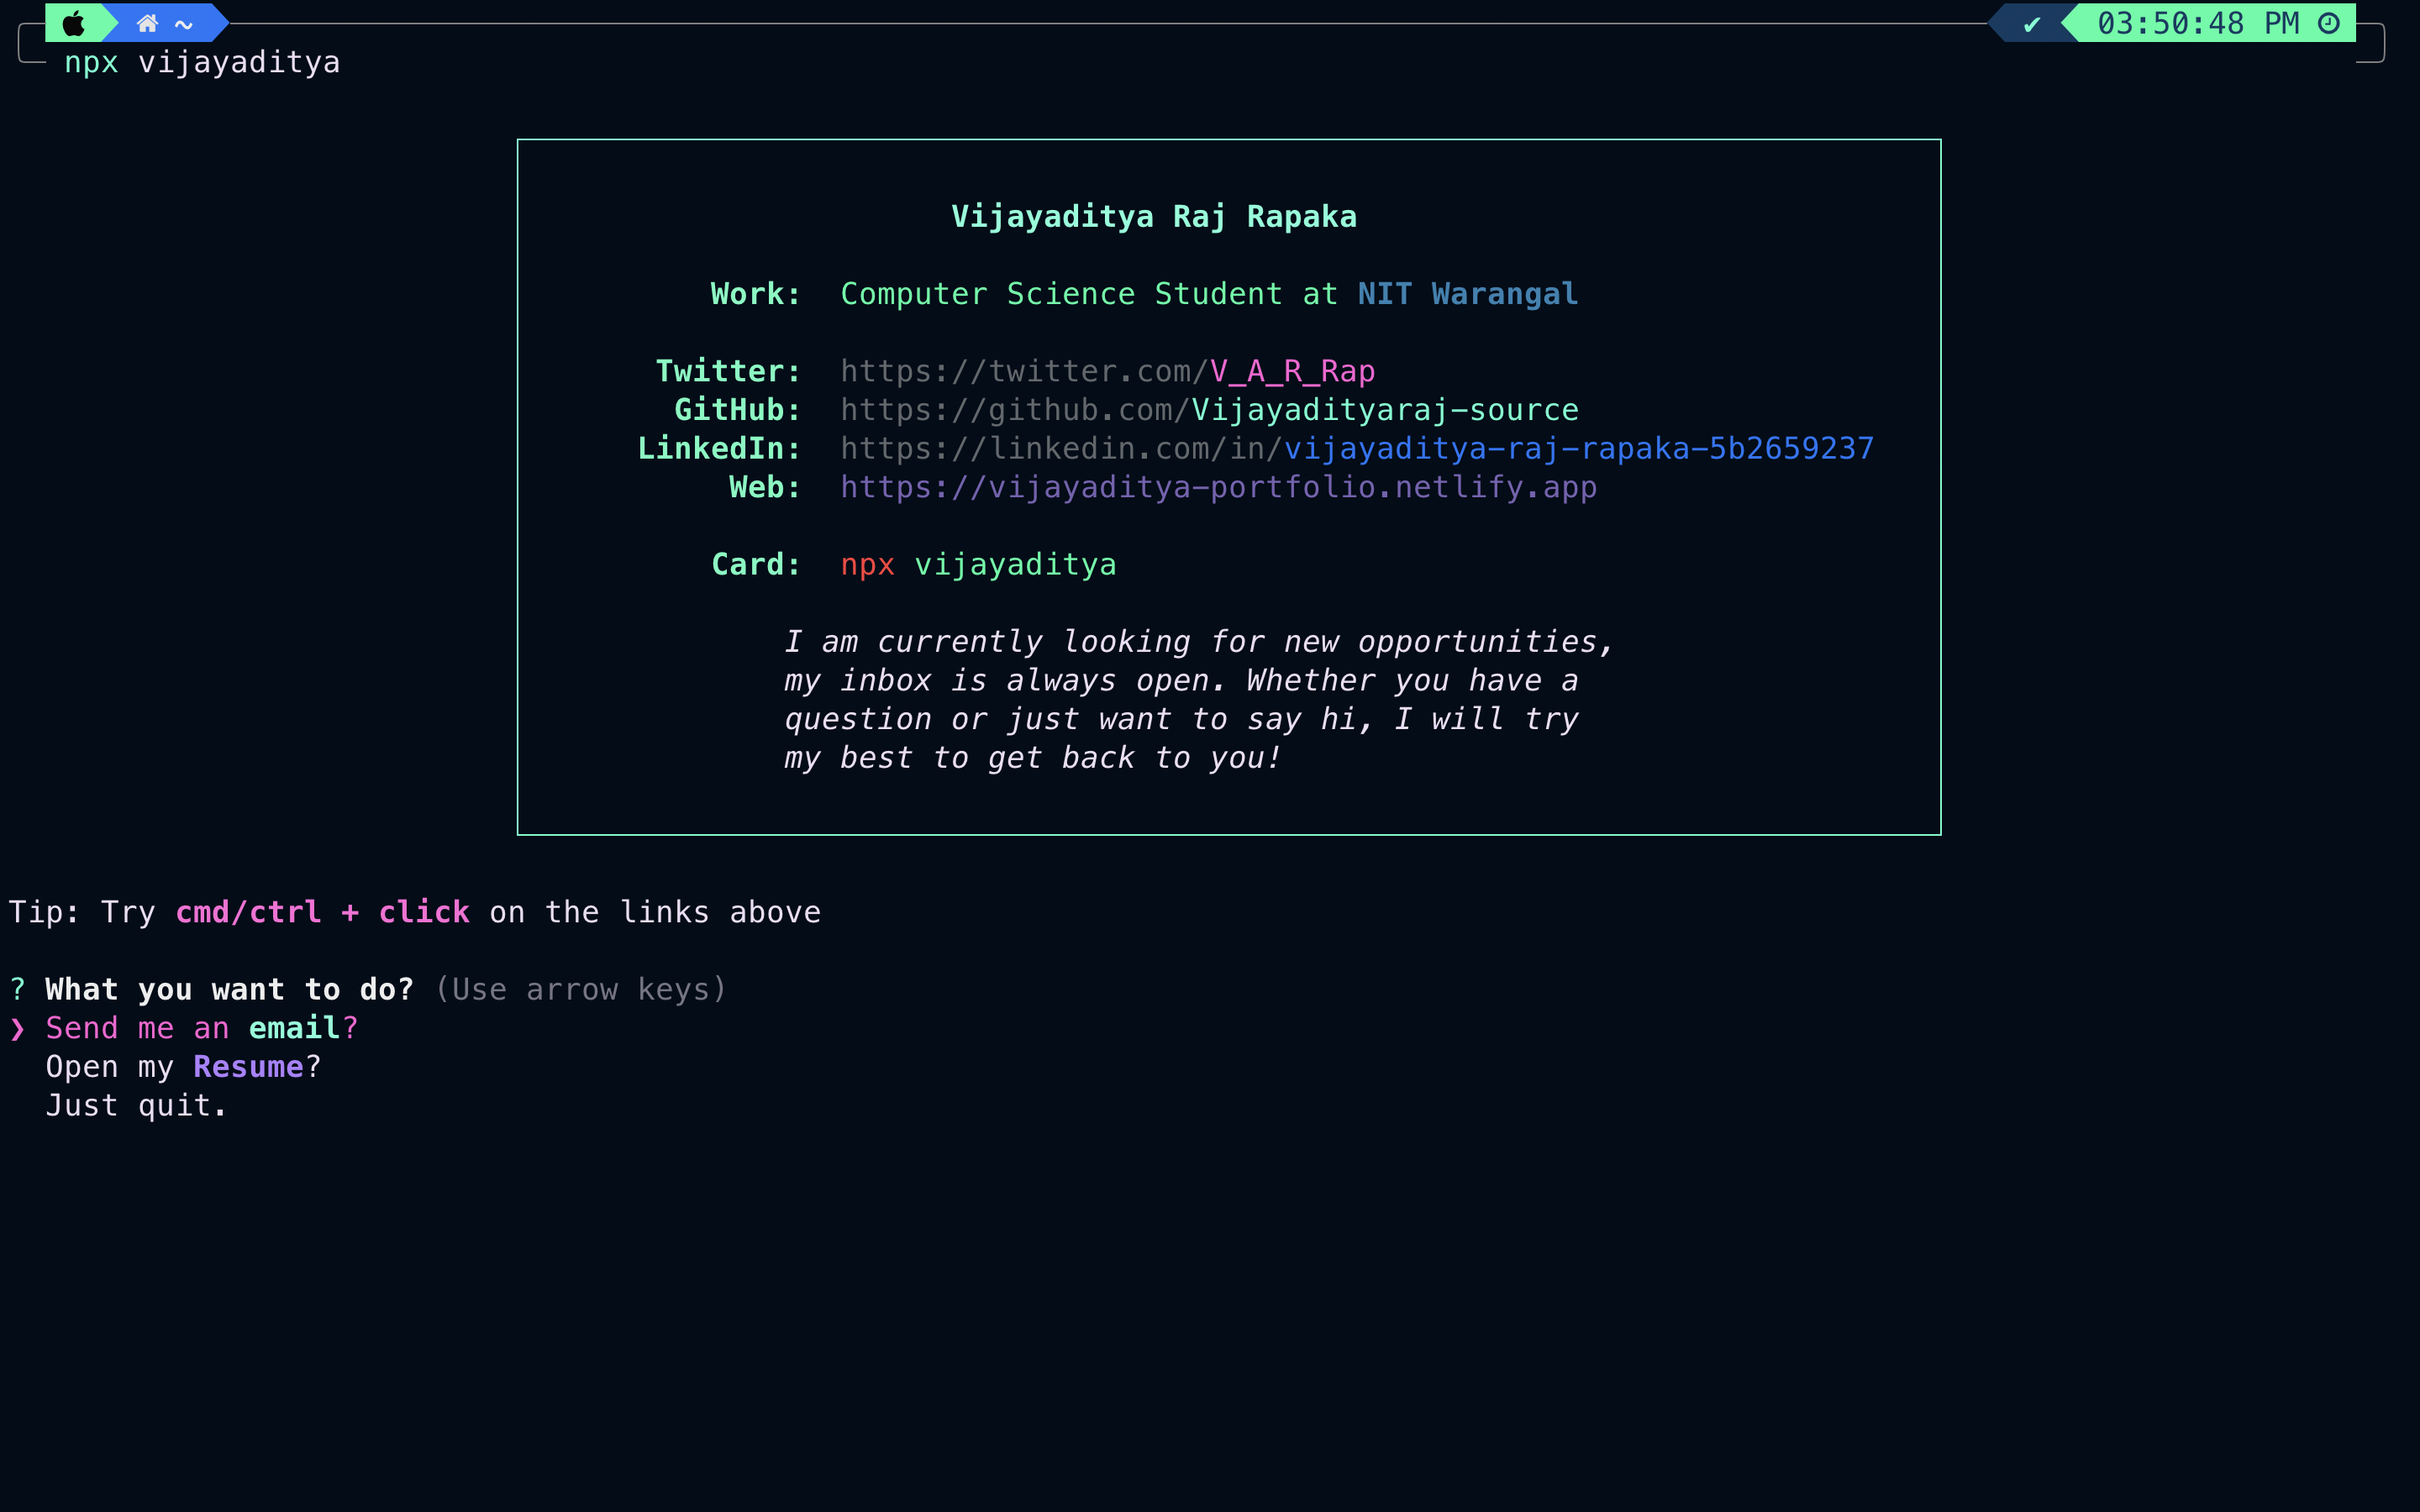 ~ ✔ 03:50:48 PM
npx vijayaditya
Vijayaditya Raj Rapaka
Work: Computer Science Student at NIT Warangal
Twitter: https://twitter.com/V_A_R_Rap
GitHub: https://github.com/Vijayadityaraj-source
LinkedIn: https://linkedin.com/in/vijayaditya-raj-rapaka-5b2659237
Web: https://vijayaditya-portfolio.netlify.app
Card: npx vijayaditya
I am currently looking for new opportunities,
my inbox is always open. Whether you have a
question or just want to say hi, I will try
my best to get back to you!
Tip: Try cmd/ctrl + click on the links above
? What you want to do? (Use arrow keys)
❯ Send me an email?
Open my Resume?
Just quit.